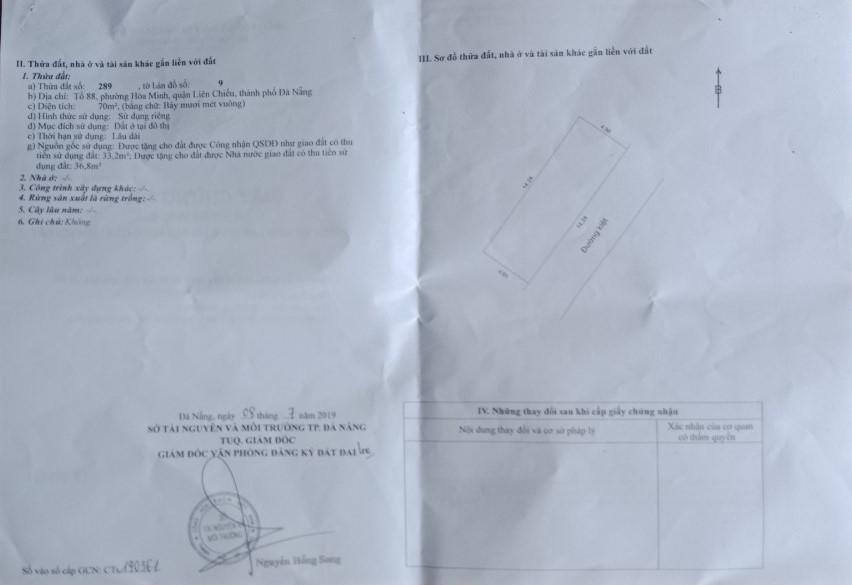 II. Thửa đất, nhà ở và tài sản khác gắn liền với đất
1. Thửa đất:
a) Thửa đất số: 289 , tờ bản đồ số: 9
b) Địa chỉ: Tổ 88, phường Hòa Minh, quận Liên Chiểu, thành phố Đà Nẵng
c) Diện tích: 70m², (bằng chữ: Bảy mươi mét vuông)
d) Hình thức sử dụng: Sử dụng riêng
đ) Mục đích sử dụng: Đất ở tại đô thị
e) Thời hạn sử dụng: Lâu dài
g) Nguồn gốc sử dụng: Được tặng cho đất được Công nhận QSDĐ như giao đất có thu
tiền sử dụng đất: 33,2m²; Được tặng cho đất được Nhà nước giao đất có thu tiền sử
dụng đất: 36,8m²
2. Nhà ở: -/-
3. Công trình xây dựng khác: -/-
4. Rừng sản xuất là rừng trồng: -/-
5. Cây lâu năm: -/-
6. Ghi chú: Không
Đà Nẵng, ngày 08 tháng 7 năm 2019
SỞ TÀI NGUYÊN VÀ MÔI TRƯỜNG TP. ĐÀ NẴNG
TUQ. GIÁM ĐỐC
GIÁM ĐỐC VĂN PHÒNG ĐĂNG KÝ ĐẤT ĐAI
TÀI NGUYÊN
MÔI TRƯỜNG
Nguyễn Hồng Song
Số vào sổ cấp GCN: CTs
III. Sơ đồ thửa đất, nhà ở và tài sản khác gắn liền với đất
B
14.24
14.24
Đường kiệt
IV. Những thay đổi sau khi cấp giấy chứng nhận
Nội dung thay đổi và cơ sở pháp lý
Xác nhận của cơ quan
có thẩm quyền